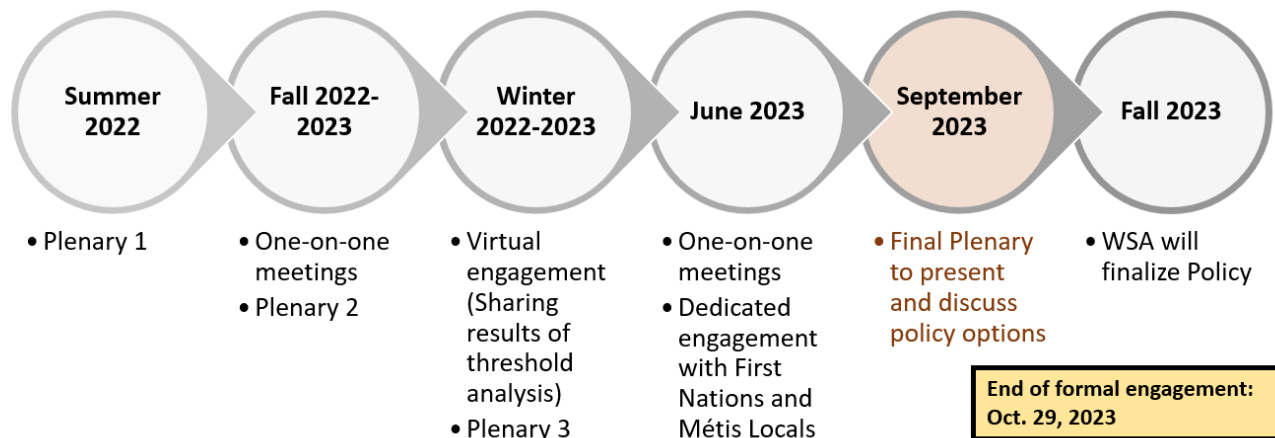 Summer
2022
Fall 2022-
2023
Winter
2022-2023
June 2023
September
2023
Fall 2023
• Plenary 1
• One-on-one
meetings
• Plenary 2
• Virtual
engagement
(Sharing
results of
threshold
analysis)
• Plenary 3
• One-on-one
meetings
• Dedicated
engagement
with First
Nations and
Métis Locals
• Final Plenary
to present
and discuss
policy options
• WSA will
finalize Policy
End of formal engagement:
Oct. 29, 2023